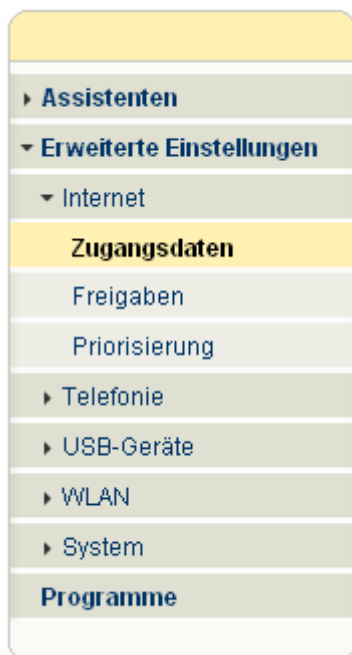 Assistenten
Erweiterte Einstellungen
Internet
Zugangsdaten
Freigaben
Priorisierung
Telefonie
USB-Geräte
WLAN
System
Programme